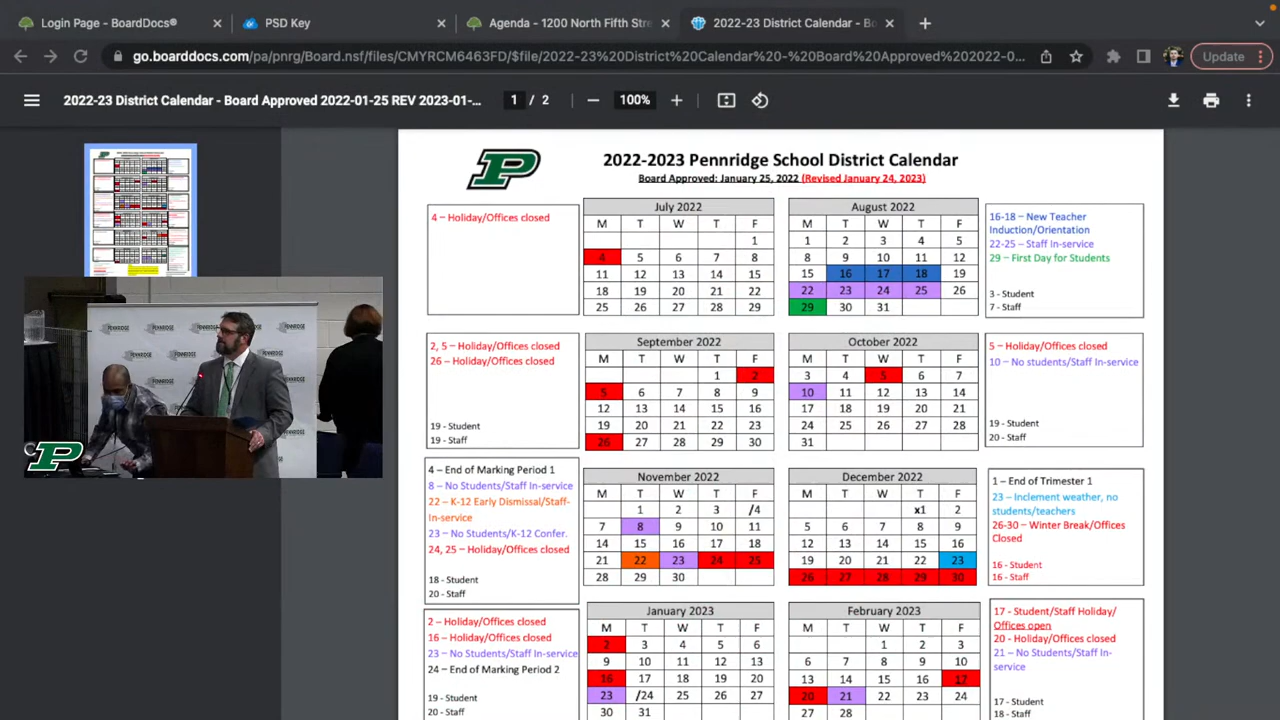 Login Page - BoardDocs®
PSD Key
Agenda - 1200 North Fifth Stre
2022-23 District Calendar - Bo
go.boarddocs.com/pa/pnrg/Board.nsf/files/CMYRCM6463FD/$file/2022-23%20District%20Calendar%20-%20Board%20Approved%202022-0...
Update
2022-23 District Calendar - Board Approved 2022-01-25 REV 2023-01-...
1 / 2
100%
P
2022-2023 Pennridge School District Calendar
Board Approved: January 25, 2022 (Revised January 24, 2023)
4 – Holiday/Offices closed
July 2022
M T W T F
1
4 5 6 7 8
11 12 13 14 15
18 19 20 21 22
25 26 27 28 29
August 2022
M T W T F
1 2 3 4 5
8 9 10 11 12
15 16 17 18 19
22 23 24 25 26
29 30 31
16-18 – New Teacher
Induction/Orientation
22-25 – Staff In-service
29 – First Day for Students
3 - Student
7 - Staff
2, 5 – Holiday/Offices closed
26 – Holiday/Offices closed
19 - Student
19 - Staff
September 2022
M T W T F
1 2
5 6 7 8 9
12 13 14 15 16
19 20 21 22 23
26 27 28 29 30
October 2022
M T W T F
3 4 5 6 7
10 11 12 13 14
17 18 19 20 21
24 25 26 27 28
31
5 – Holiday/Offices closed
10 – No students/Staff In-service
19 - Student
20 - Staff
4 – End of Marking Period 1
8 – No Students/Staff In-service
22 – K-12 Early Dismissal/Staff-
In-service
23 – No Students/K-12 Confer.
24, 25 – Holiday/Offices closed
18 - Student
20 - Staff
November 2022
M T W T F
1 2 3 /4
7 8 9 10 11
14 15 16 17 18
21 22 23 24 25
28 29 30
December 2022
M T W T F
x1 2
5 6 7 8 9
12 13 14 15 16
19 20 21 22 23
26 27 28 29 30
1 – End of Trimester 1
23 – Inclement weather, no
students/teachers
26-30 – Winter Break/Offices
Closed
16 - Student
16 - Staff
2 – Holiday/Offices closed
16 – Holiday/Offices closed
23 – No Students/Staff In-service
24 – End of Marking Period 2
19 - Student
20 - Staff
January 2023
M T W T F
2 3 4 5 6
9 10 11 12 13
16 17 18 19 20
23 /24 25 26 27
30 31
February 2023
M T W T F
1 2 3
6 7 8 9 10
13 14 15 16 17
20 21 22 23 24
27 28
17 - Student/Staff Holiday/
Offices open
20 - Holiday/Offices closed
21 – No Students/Staff In-
service
17 - Student
18 - Staff
PENNRIDGE
P